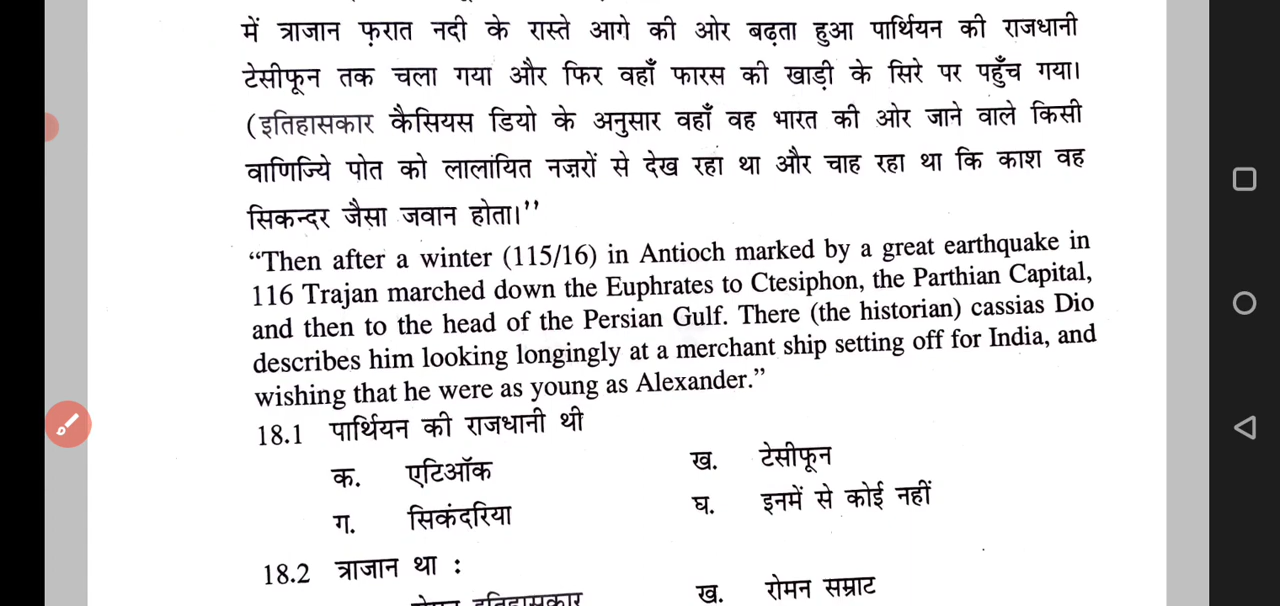 में त्राजान फ़रात नदी के रास्ते आगे की ओर बढ़ता हुआ पार्थियन की राजधानी
टेसीफून तक चला गया और फिर वहाँ फारस की खाड़ी के सिरे पर पहुँच गया।
(इतिहासकार कैसियस डियो के अनुसार वहाँ वह भारत की ओर जाने वाले किसी
वाणिज्यि पोत को लालांयित नज़रों से देख रहा था और चाह रहा था कि काश वह
सिकन्दर जैसा जवान होता।’’
“Then after a winter (115/16) in Antioch marked by a great earthquake in
116 Trajan marched down the Euphrates to Ctesiphon, the Parthian Capital,
and then to the head of the Persian Gulf. There (the historian) cassias Dio
describes him looking longingly at a merchant ship setting off for India, and
wishing that he were as young as Alexander.”
18.1 पार्थियन की राजधानी थी
क. एटिऑक ख. टेसीफून
ग. सिकंदरिया घ. इनमें से कोई नहीं
18.2 त्राजान था :
इतिहासकार ख. रोमन सम्राट